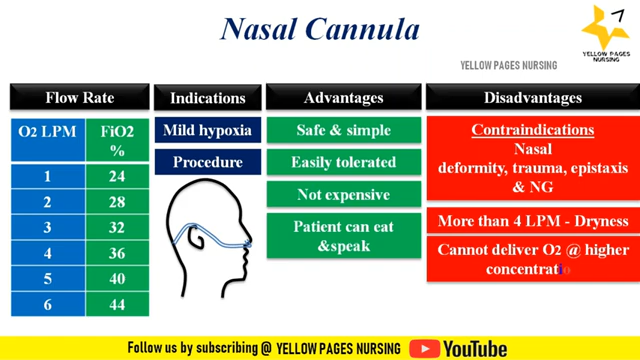 Nasal Cannula
YELLOW PAGES
NURSING
YELLOW PAGES NURSING
Flow Rate
O2 LPM FiO2
%
1 24
2 28
3 32
4 36
5 40
6 44
Indications
Mild hypoxia
Procedure
Advantages
Safe & simple
Easily tolerated
Not expensive
Patient can eat
&speak
Disadvantages
Contraindications
Nasal
deformity, trauma, epistaxis
& NG
More than 4 LPM - Dryness
Cannot deliver O2 @ higher
concentratio
Follow us by subscribing @ YELLOW PAGES NURSING YouTube